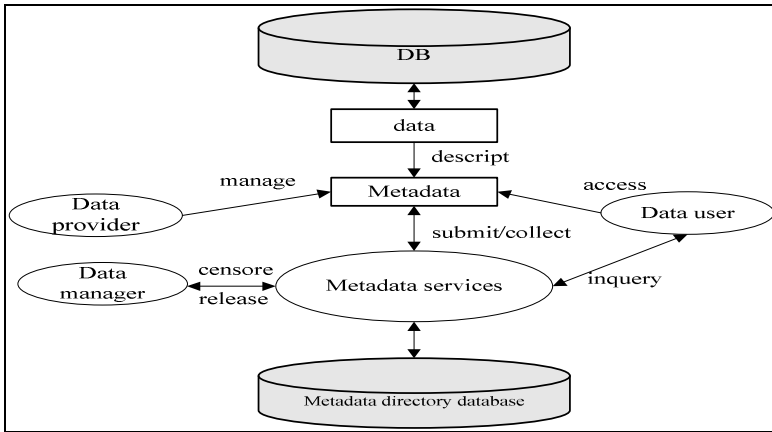 DB
data
descript
manage
Metadata
access
Data
provider
Data user
submit/collect
Data
manager
censore
release
Metadata services
inquery
Metadata directory database